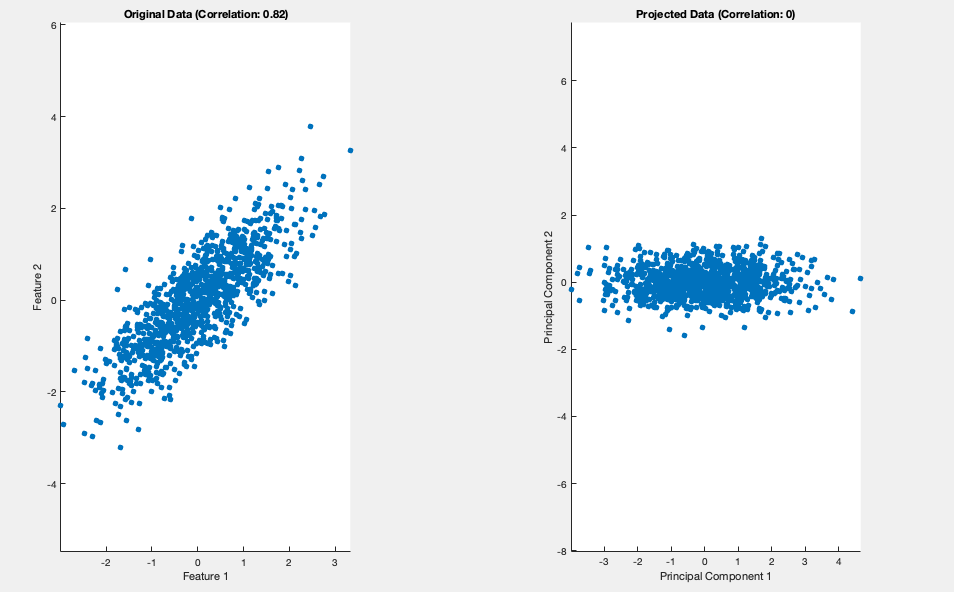 Original Data (Correlation: 0.82)
6
4
2
0
-2
-4
Feature 2
-2 -1 0 1 2 3
Feature 1
Projected Data (Correlation: 0)
6
4
2
0
-2
-4
-6
-8
Principal Component 2
-3 -2 -1 0 1 2 3 4
Principal Component 1